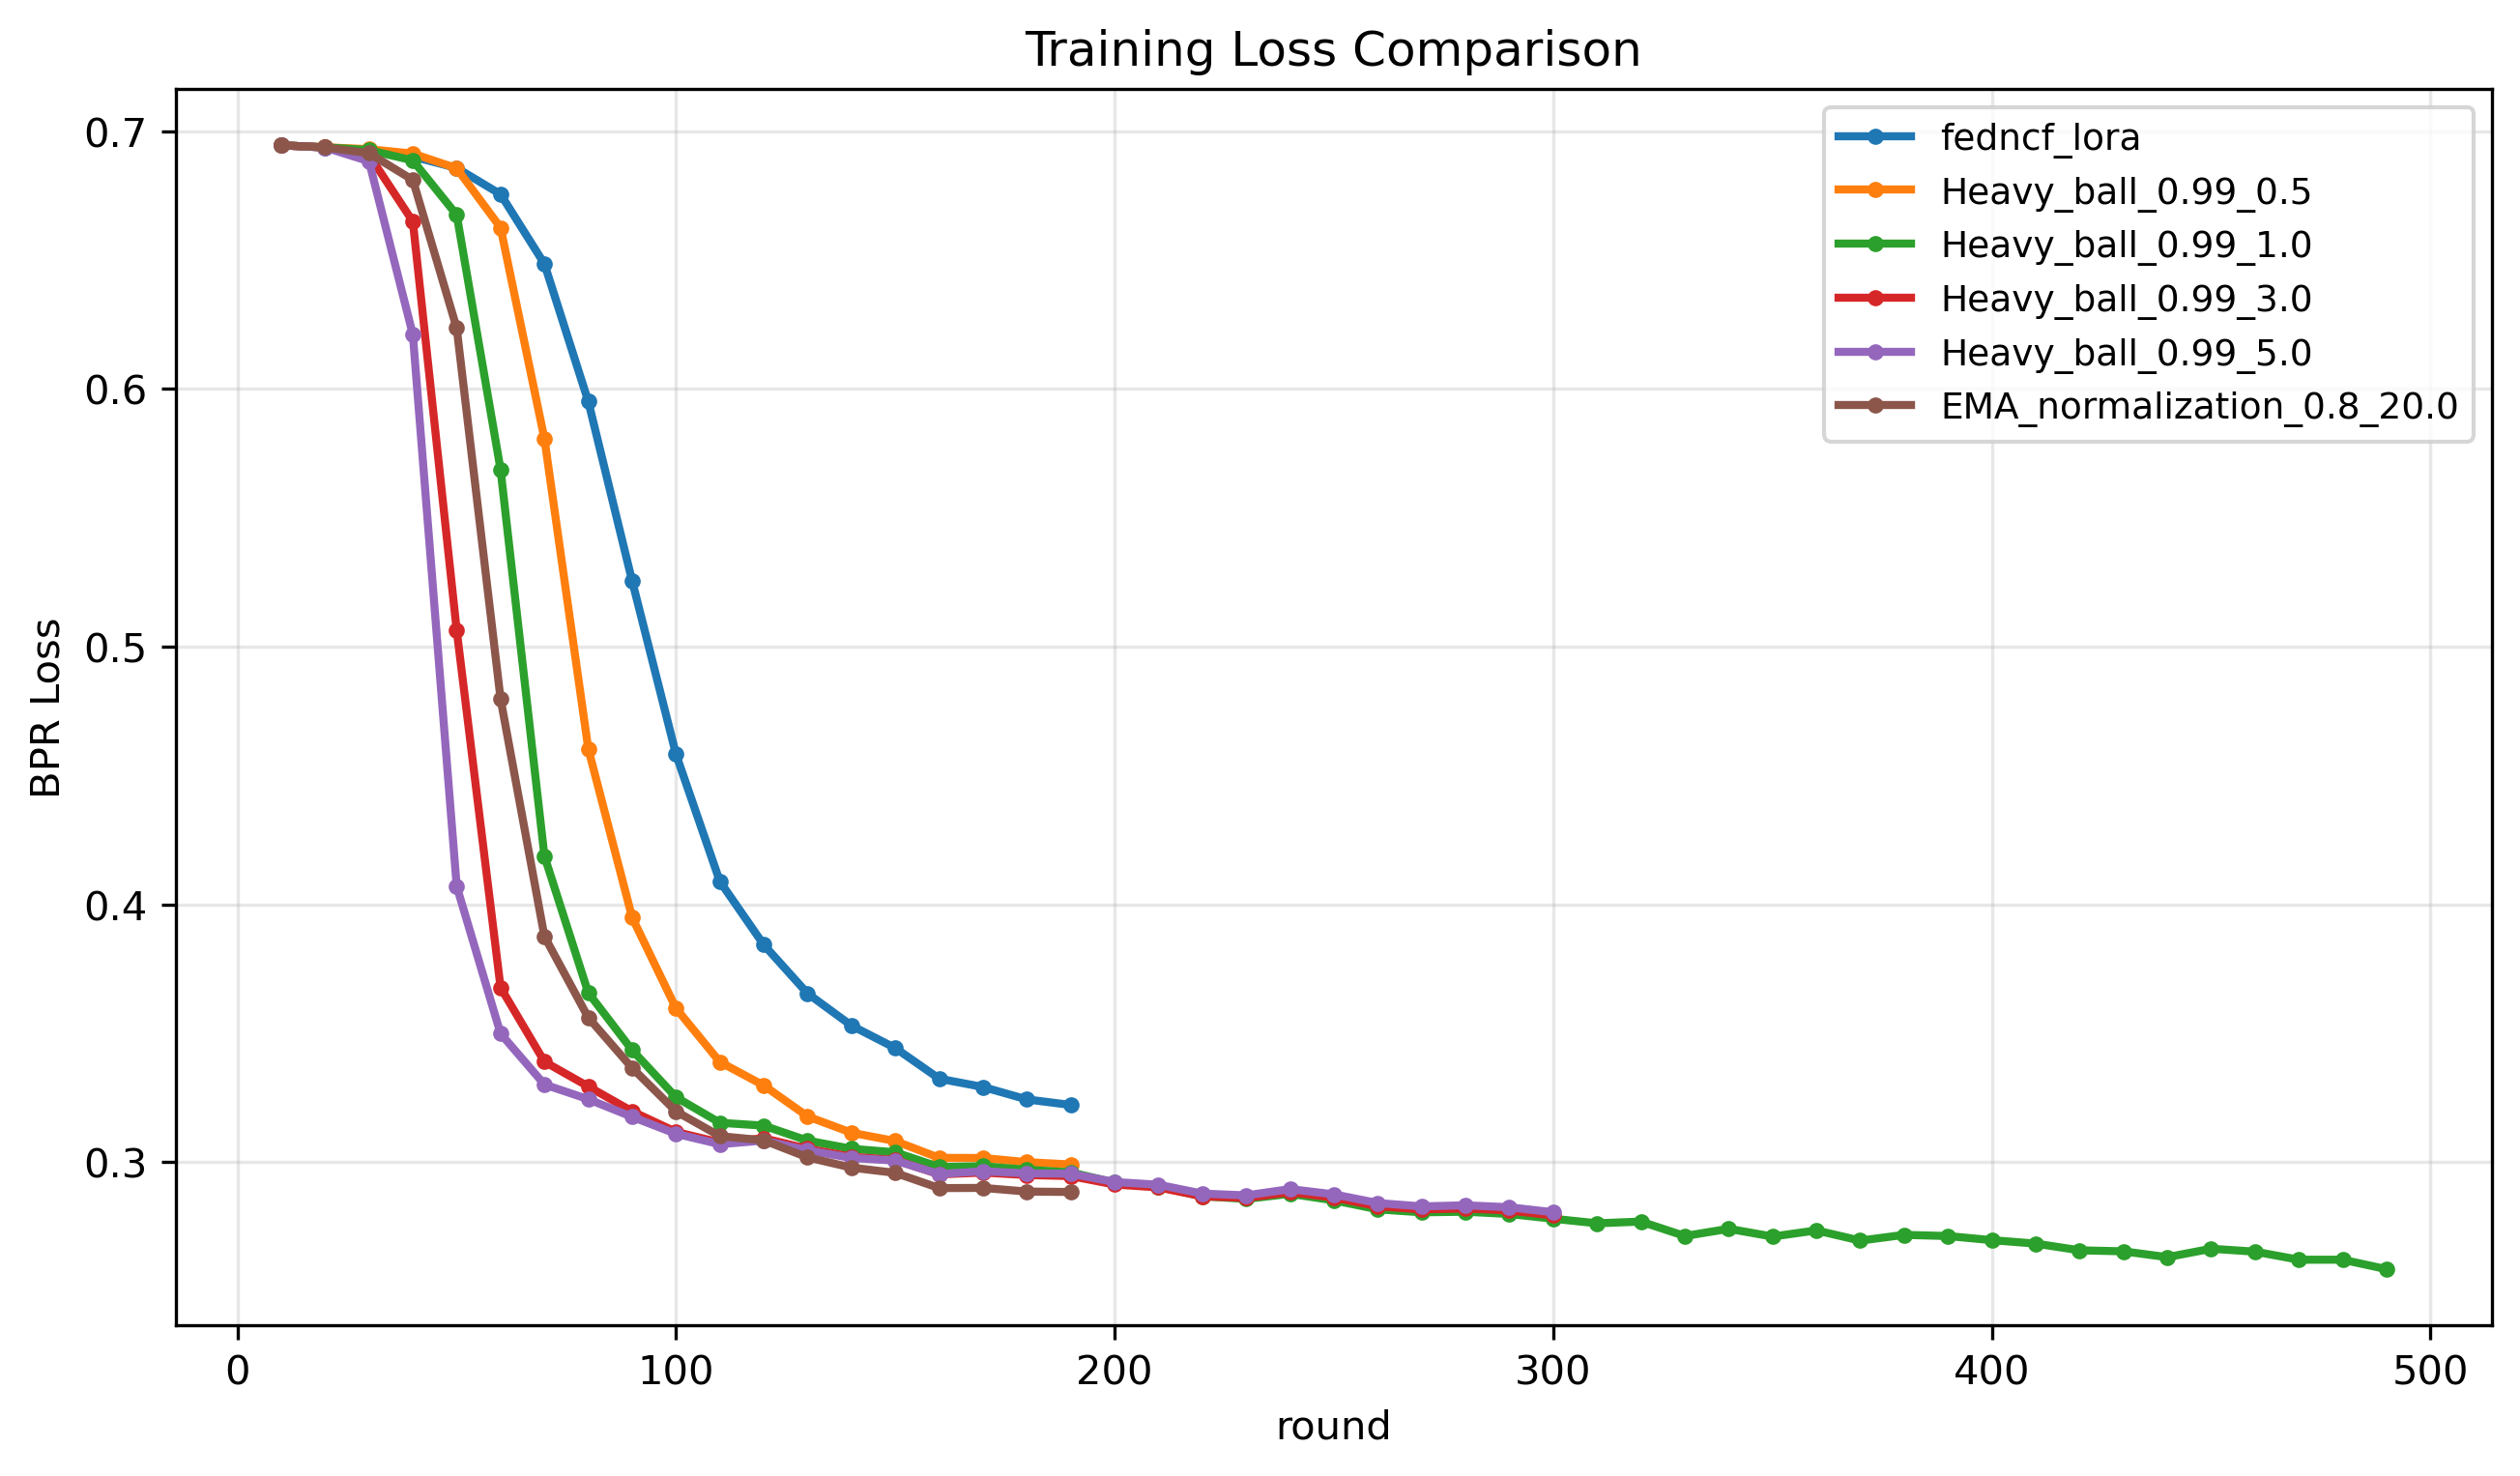 Training Loss Comparison
fedncf_lora
Heavy_ball_0.99_0.5
Heavy_ball_0.99_1.0
Heavy_ball_0.99_3.0
Heavy_ball_0.99_5.0
EMA_normalization_0.8_20.0
BPR Loss
0.7
0.6
0.5
0.4
0.3
0 100 200 300 400 500
round